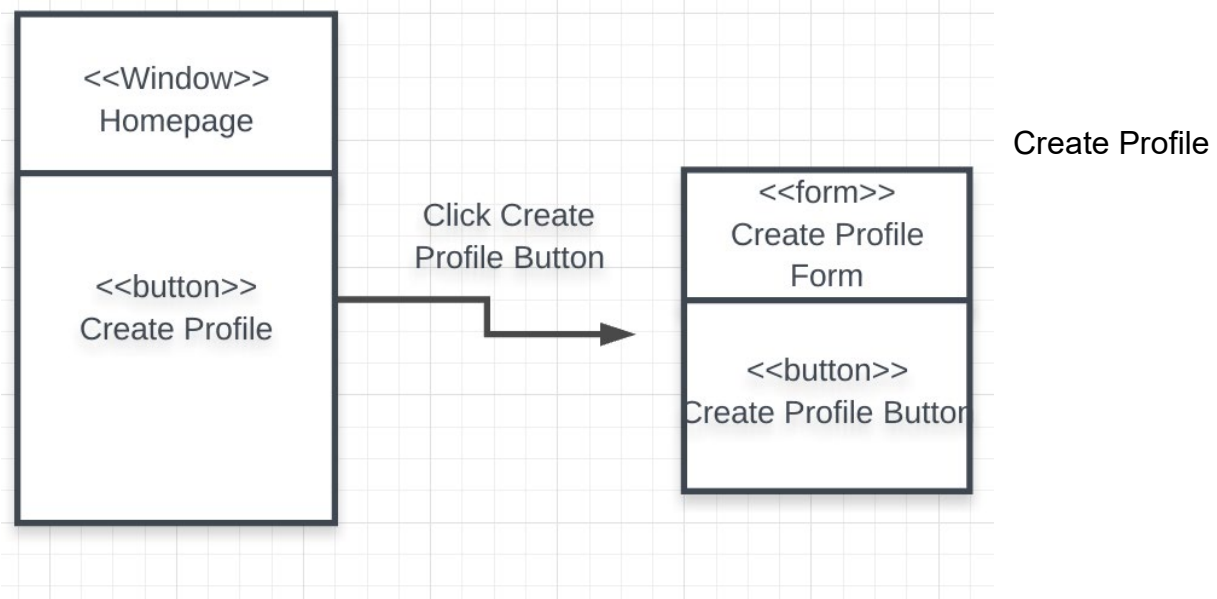 <<Window>>
Homepage
<<button>>
Create Profile
Click Create
Profile Button
<<form>>
Create Profile
Form
<<button>>
Create Profile Button
Create Profile